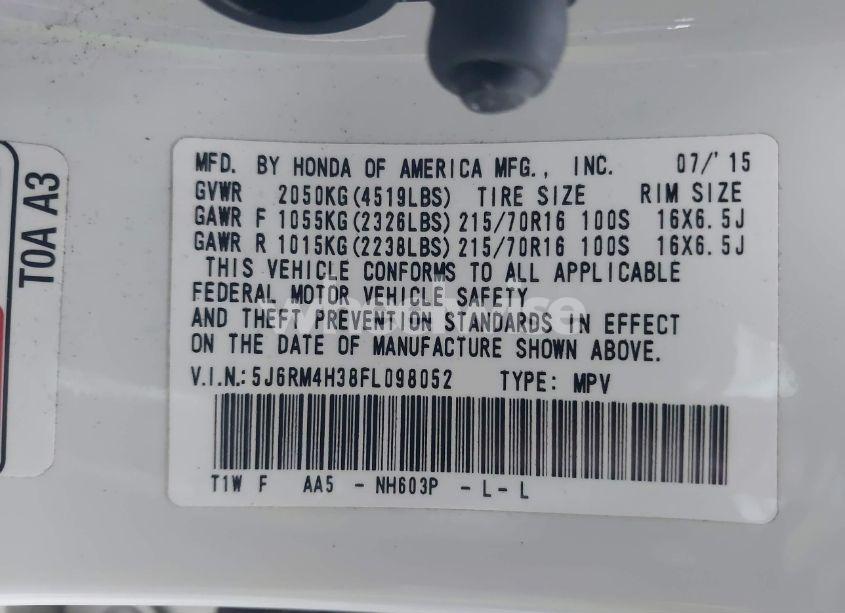 MFD. BY HONDA OF AMERICA MFG., INC. 07/'15
GVWR 2050KG(4519LBS) TIRE SIZE RIM SIZE
GAWR F 1055KG(2326LBS) 215/70R16 100S 16X6.5J
GAWR R 1015KG(2238LBS) 215/70R16 100S 16X6.5J
THIS VEHICLE CONFORMS TO ALL APPLICABLE
FEDERAL MOTOR VEHICLE SAFETY
AND THEFT PREVENTION STANDARDS IN EFFECT
ON THE DATE OF MANUFACTURE SHOWN ABOVE.
V.I.N.: 5J6RM4H38FL098052 TYPE: MPV
T1W F AA5 - NH603P - L - L
T0A A3